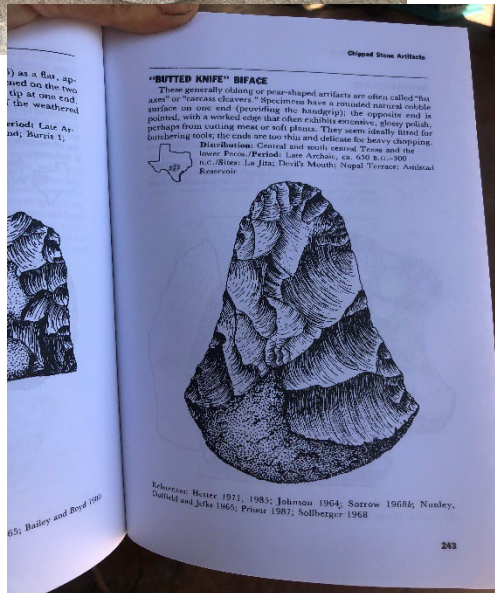 ) as a flat, ap-
ned on the two
tip at one end.
f the weathered
eriod: Late Ar-
nd; Burris 1;
65; Bailey and Boyd
Chipped Stone Artifacts
"BUTTED KNIFE" BIFACE
These generally oblong or pear-shaped artifacts are often called "fist
axes" or "carcass cleavers." Specimens have a rounded natural cobble
surface on one end (providing the handgrip); the opposite end is
pointed, with a worked edge that often exhibits extensive, glossy polish,
perhaps from cutting meat or soft plants. They seem ideally fitted for
butchering tools; the ends are too thin and delicate for heavy chopping.
Distribution: Central and south central Texas and the
lower Pecos./Period: Late Archaic, ca. 650 B.C.–300
B.C./Sites: La Jita; Devil's Mouth; Nopal Terrace; Amistad
Reservoir
References: Hester 1971, 1985; Johnson 1964; Sorrow 1968b; Nunley,
Duffield and Jelks 1965; Prewitt 1981; Sollberger 1968
243